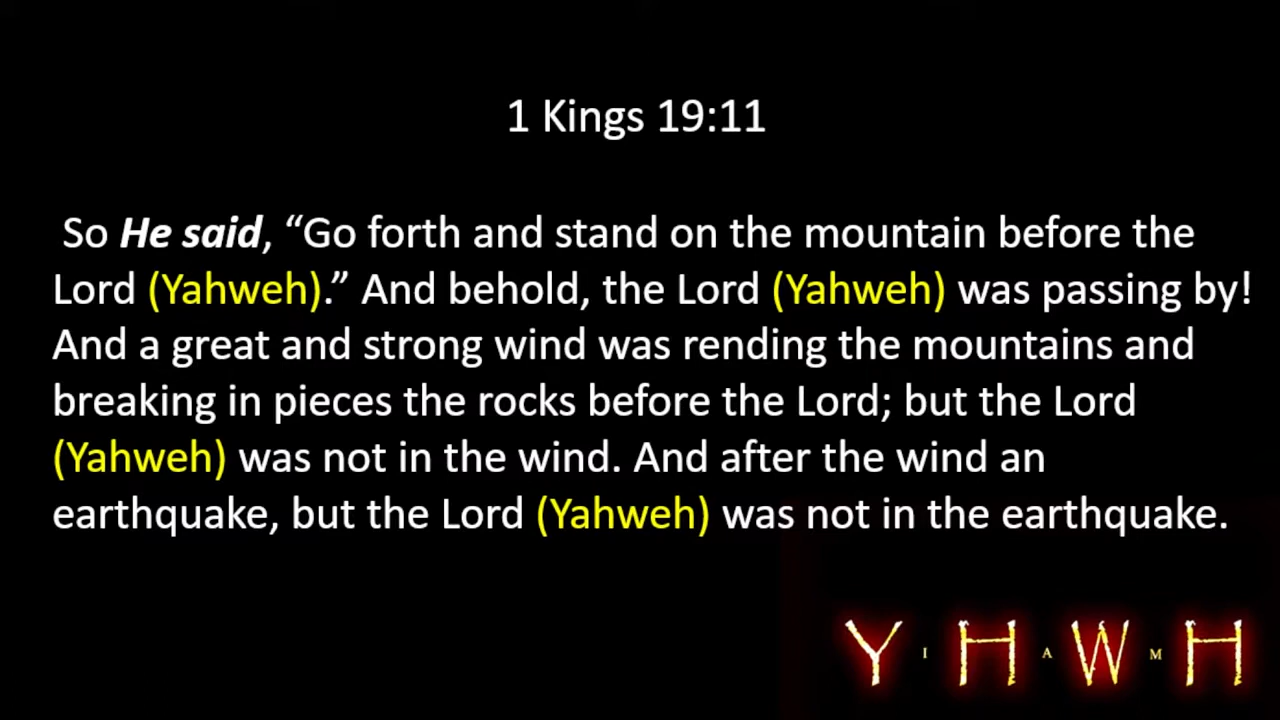 1 Kings 19:11
So He said, “Go forth and stand on the mountain before the
Lord (Yahweh).” And behold, the Lord (Yahweh) was passing by!
And a great and strong wind was rending the mountains and
breaking in pieces the rocks before the Lord; but the Lord
(Yahweh) was not in the wind. And after the wind an
earthquake, but the Lord (Yahweh) was not in the earthquake.
Y I H A W M H